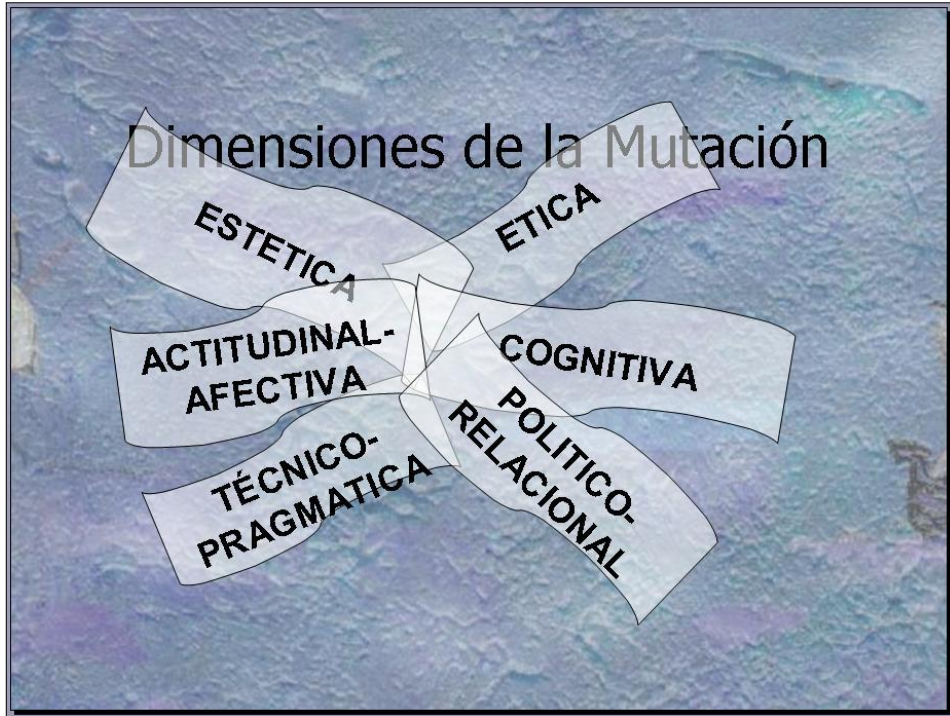 Dimensiones de la Mutación
ESTETICA
ETICA
ACTITUDINAL-
AFECTIVA
COGNITIVA
TÉCNICO-
PRAGMATICA
POLITICO-
RELACIONAL